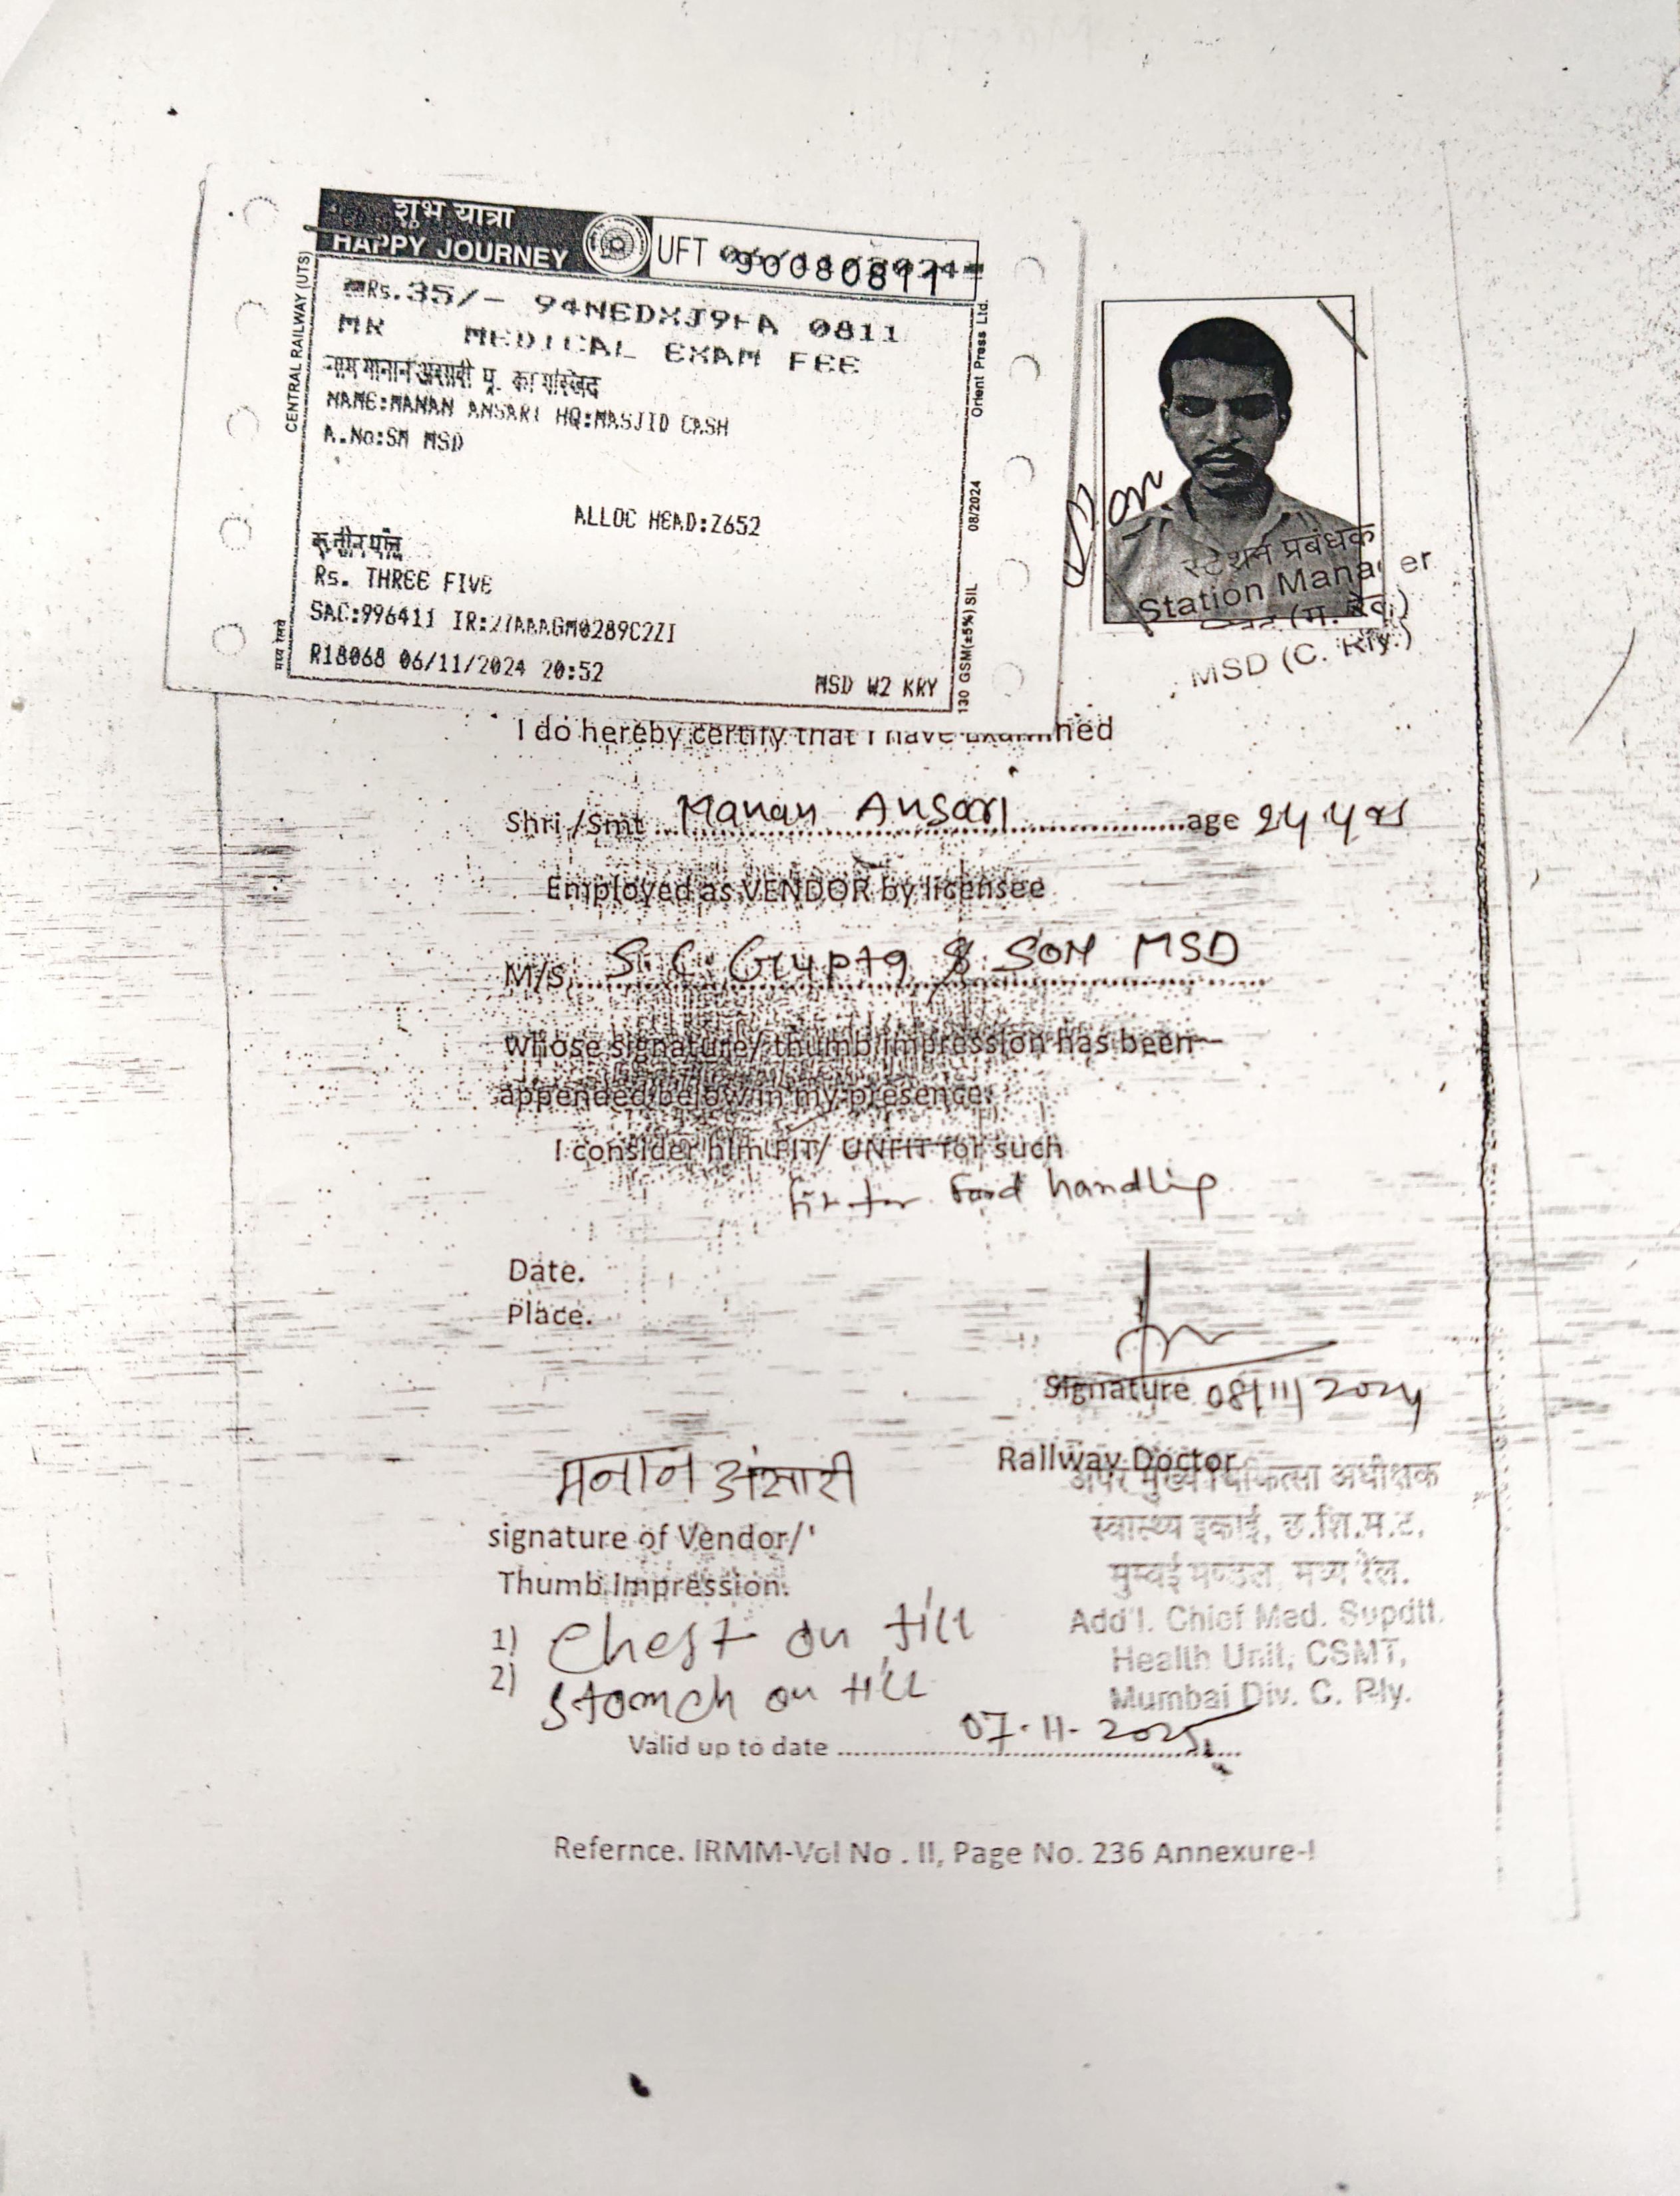 शुभ यात्रा
HAPPY JOURNEY
UFT 90080811
CENTRAL RAILWAY (UTS)
Rs.35/- 94NEDXJ9FA 0811
MR MEDICAL EXAM FEE
NAME:MANAN ANSARI HQ:MASJID CASH
A.No:SM MSD
ALLOC HEAD:Z652
Rs. THREE FIVE
SAC:996411 IR:27AAAGM0289C2ZI
R18068 06/11/2024 20:52
MSD W2 KRY
मध्य रेलवे
130 GSM(±5%) SIL 08/2024 Orient Press Ltd.
स्टेशन प्रबंधक
Station Manager
MSD (C. Rly.)
I do hereby certify that I have examined
Shri /Smt Manan Ansari age 24 yrs
Employed as VENDOR by licensee
M/S. S. C. Gupta & SON MSD
Whose signature/ thumb impression has been
appended below in my presence.
I consider him FIT/ UNFIT for such
Fit for Food handling
Date.
Place.
Signature 08/11/2024
Railway Doctor
अपर मुख्य चिकित्सा अधीक्षक
स्वास्थ्य इकाई, छ.शि.म.ट.
मुम्बई मण्डल, मध्य रेल.
Add'l. Chief Med. Supdtt.
Health Unit, CSMT,
Mumbai Div. C. Rly.
मनान अंसारी
signature of Vendor/
Thumb Impression.
1) Chest on till
2) Stomch on till
Valid up to date 07-11-2025
Refernce. IRMM-Vol No . II, Page No. 236 Annexure-I